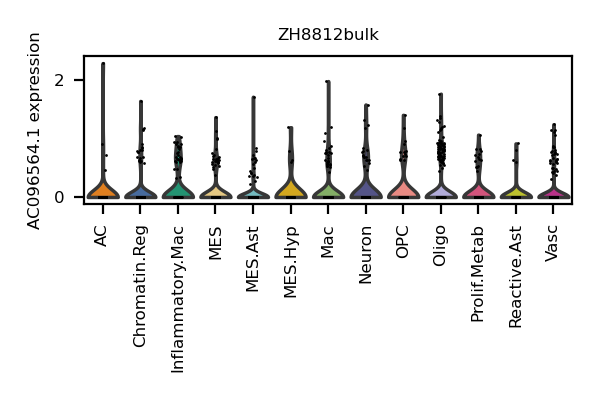 ZH8812bulk
AC096564.1 expression
2
0
AC
Chromatin.Reg
Inflammatory.Mac
MES
MES.Ast
MES.Hyp
Mac
Neuron
OPC
Oligo
Prolif.Metab
Reactive.Ast
Vasc